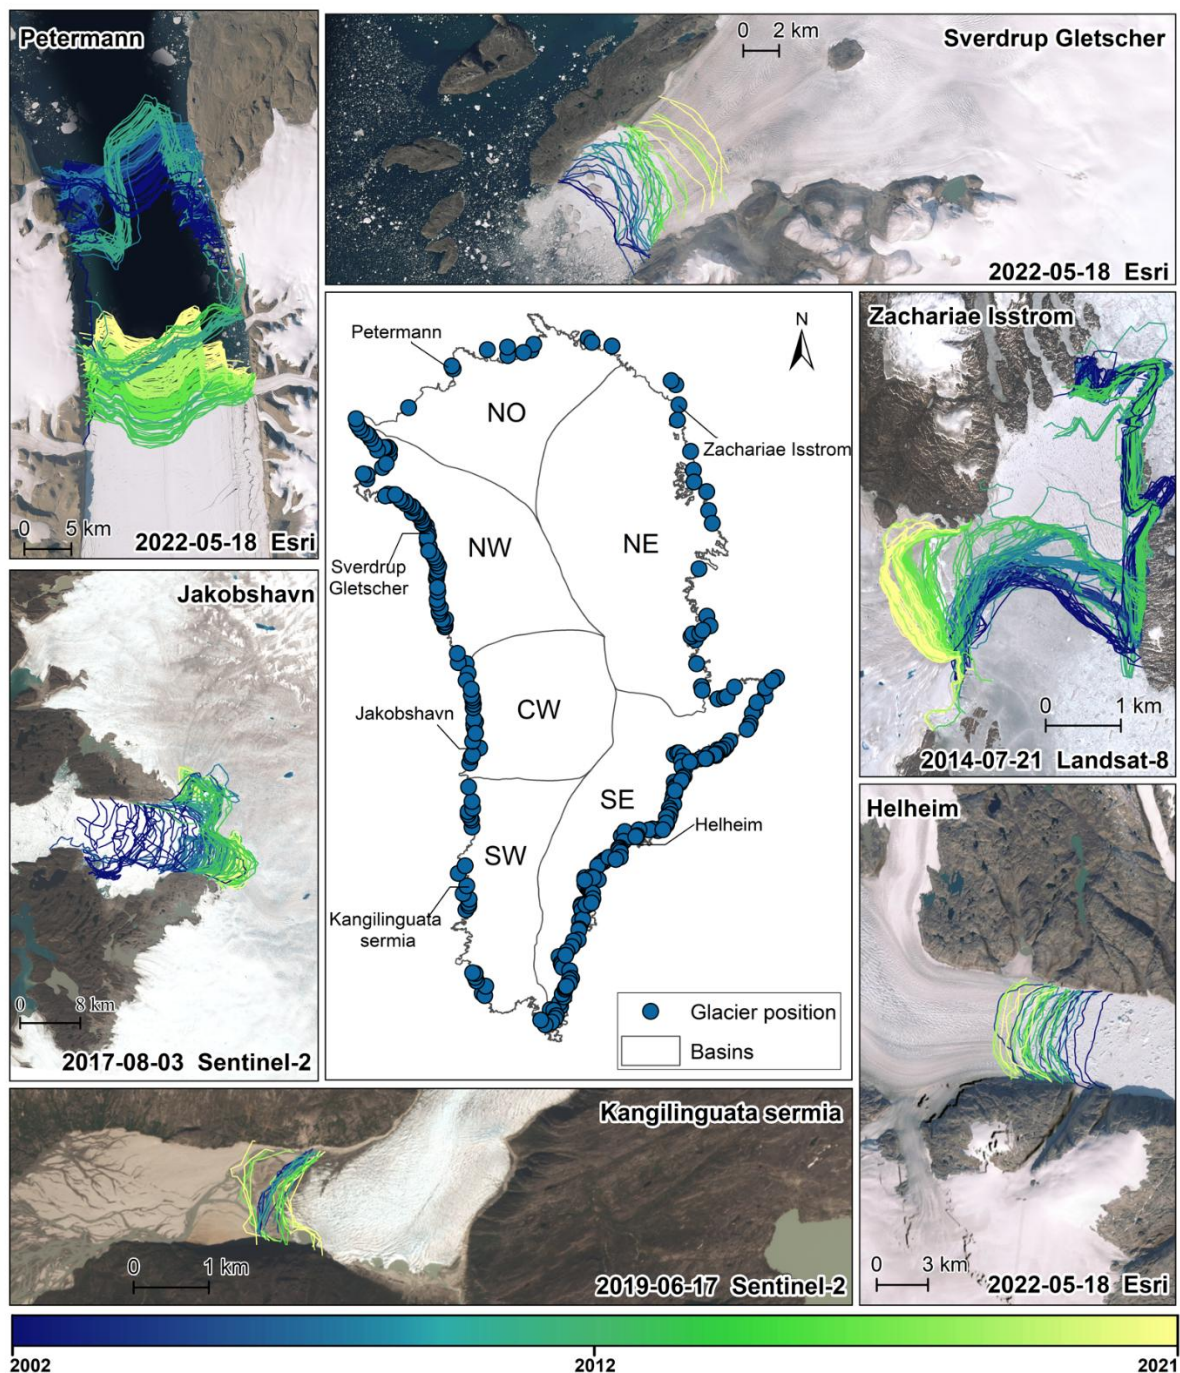 Petermann
0 5 km
2022-05-18 Esri
Sverdrup Gletscher
0 2 km
2022-05-18 Esri
Zachariae Isstrom
0 1 km
2014-07-21 Landsat-8
Jakobshavn
0 8 km
2017-08-03 Sentinel-2
N
Petermann
NO
Zachariae Isstrom
NW
NE
Sverdrup
Gletscher
CW
Jakobshavn
SE
Helheim
SW
Kangilinguata
sermia
Glacier position
Basins
Helheim
0 3 km
2022-05-18 Esri
Kangilinguata sermia
0 1 km
2019-06-17 Sentinel-2
2002
2012
2021